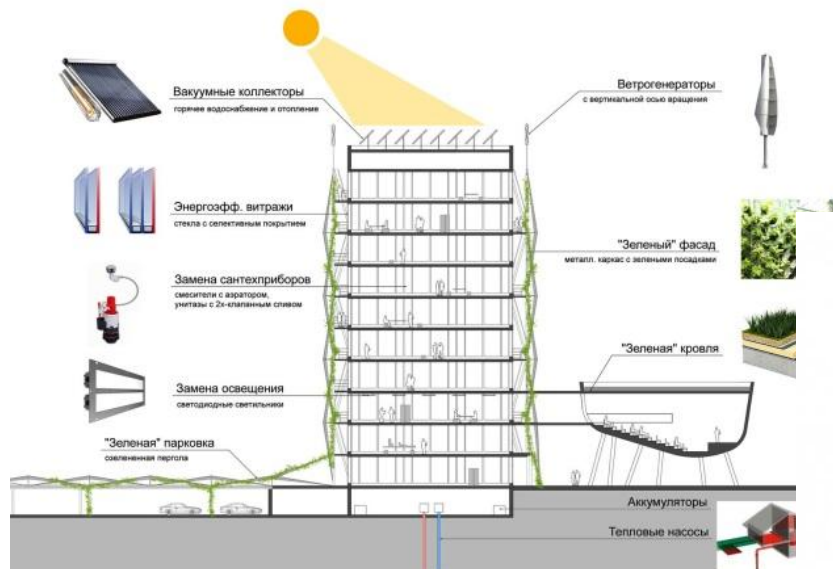 Вакуумные коллекторы
горячее водоснабжение и отопление
Ветрогенераторы
с вертикальной осью вращения
Энергоэфф. витражи
стекла с селективным покрытием
"Зеленый" фасад
металл. каркас с зелеными посадками
Замена сантехприборов
смесители с аэратором,
унитазы с 2х-клапанным сливом
"Зеленая" кровля
Замена освещения
светодиодные светильники
"Зеленая" парковка
совлененная пергола
Аккумуляторы
Тепловые насосы